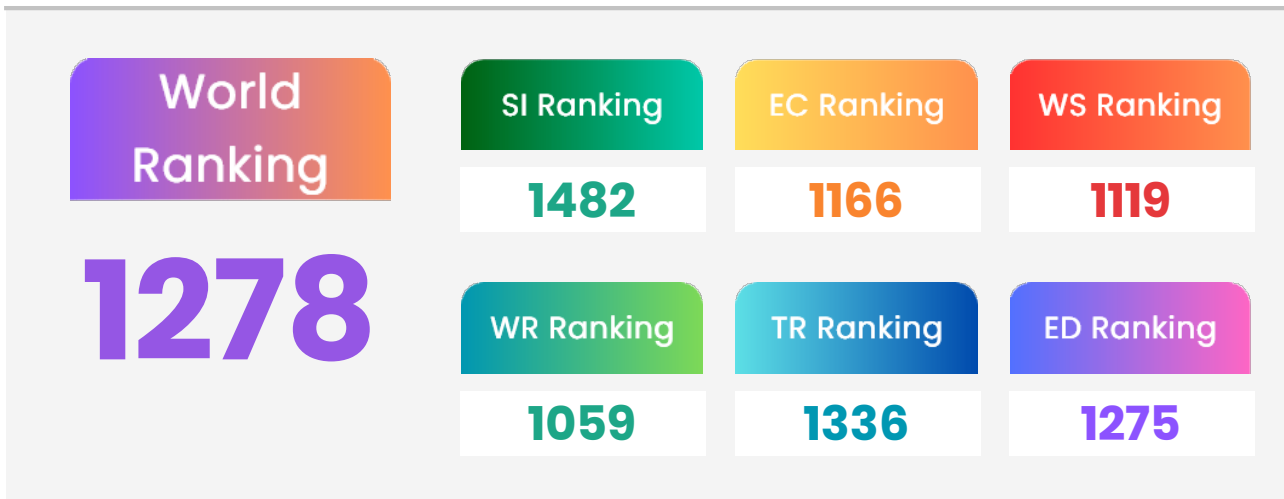 World
Ranking
1278
SI Ranking
1482
EC Ranking
1166
WS Ranking
1119
WR Ranking
1059
TR Ranking
1336
ED Ranking
1275